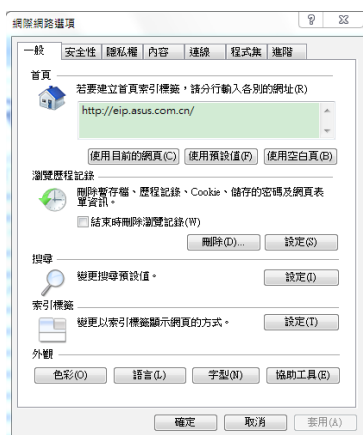 網際網路選項
一般 安全性 隱私權 內容 連線 程式集 進階
首頁
若要建立首頁索引標籤，請分行輸入各別的網址(R)
http://eip.asus.com.cn/
使用目前的網頁(C) 使用預設值(F) 使用空白頁(B)
瀏覽歷程記錄
刪除暫存檔、歷程記錄、Cookie、儲存的密碼及網頁表
單資訊。
結束時刪除瀏覽記錄(W)
刪除(D)... 設定(S)
搜尋
變更搜尋預設值。 設定(I)
索引標籤
變更以索引標籤顯示網頁的方式。 設定(T)
外觀
色彩(O) 語言(L) 字型(N) 協助工具(E)
確定 取消 套用(A)